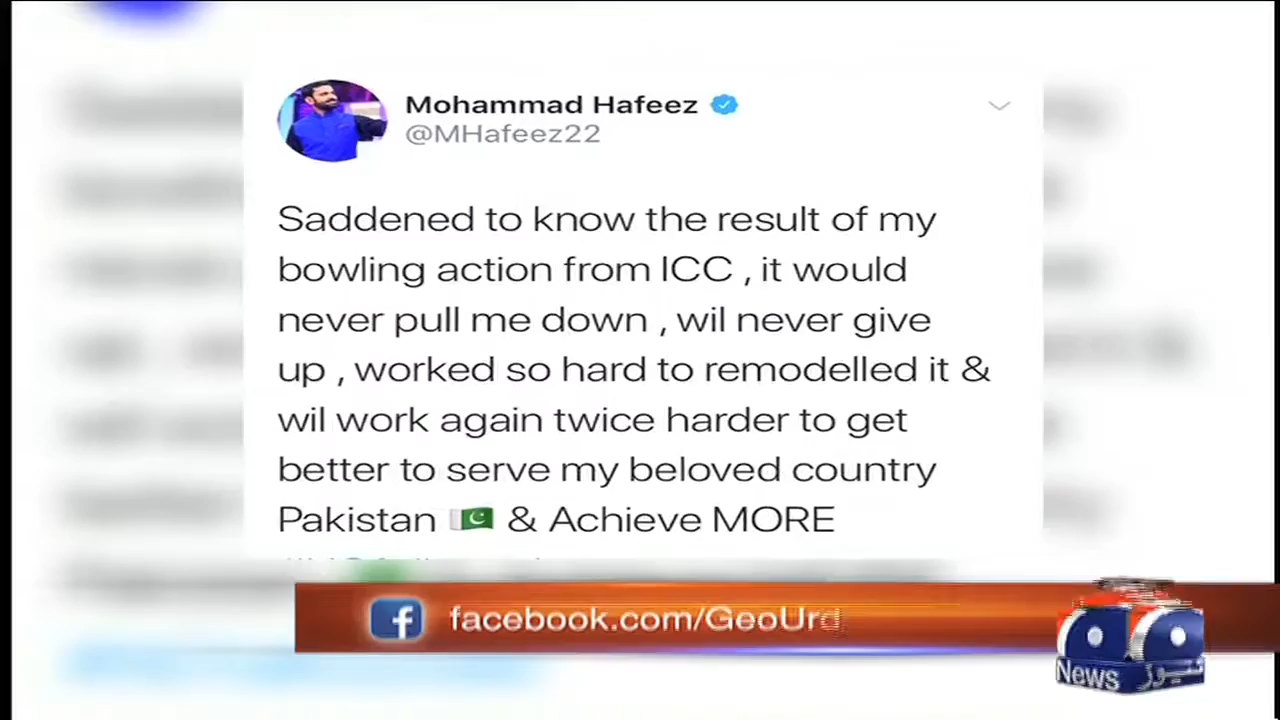 Mohammad Hafeez
@MHafeez22
Saddened to know the result of my
bowling action from ICC , it would
never pull me down , wil never give
up , worked so hard to remodelled it &
wil work again twice harder to get
better to serve my beloved country
Pakistan 🇵🇰 & Achieve MORE
facebook.com/GeoUrd
News نیوز